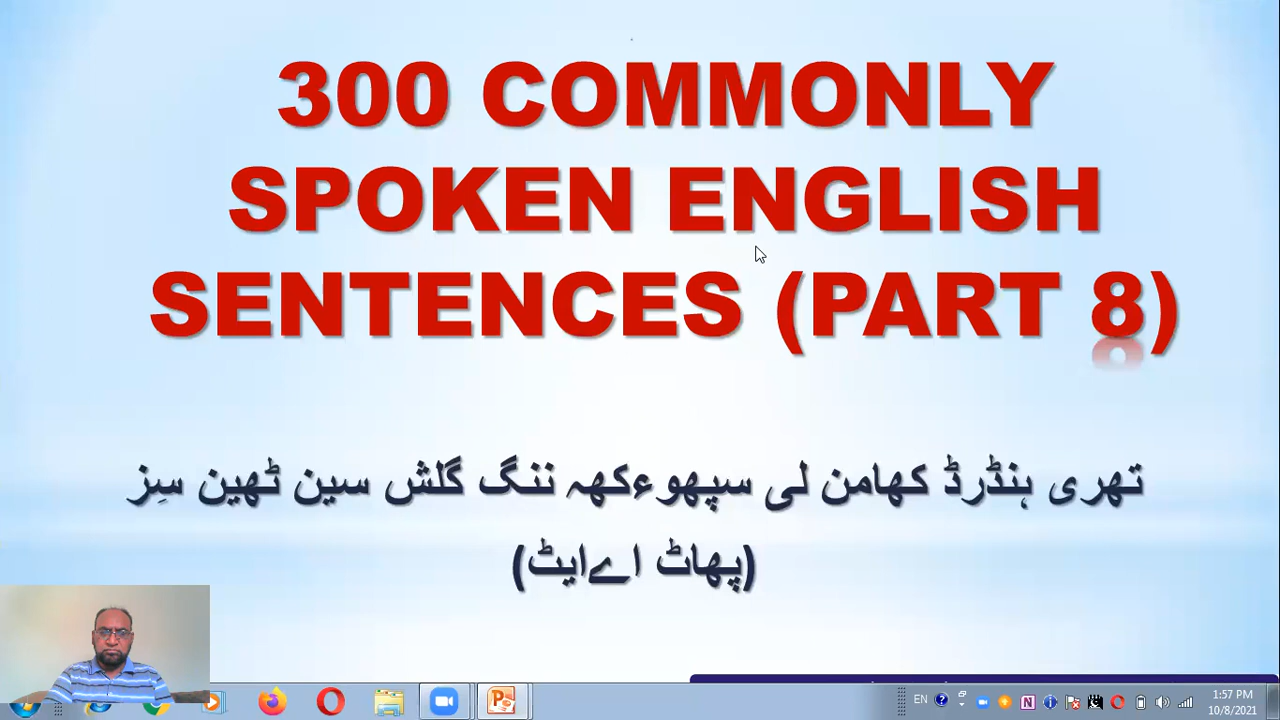 300 COMMONLY
SPOKEN ENGLISH
SENTENCES (PART 8)
تھری ہنڈرڈ کھامن لی سپھوءکھہ ننگ گلش سین ٹھین سِز
(پھاٹ اےایٹ)
EN
1:57 PM
10/8/2021